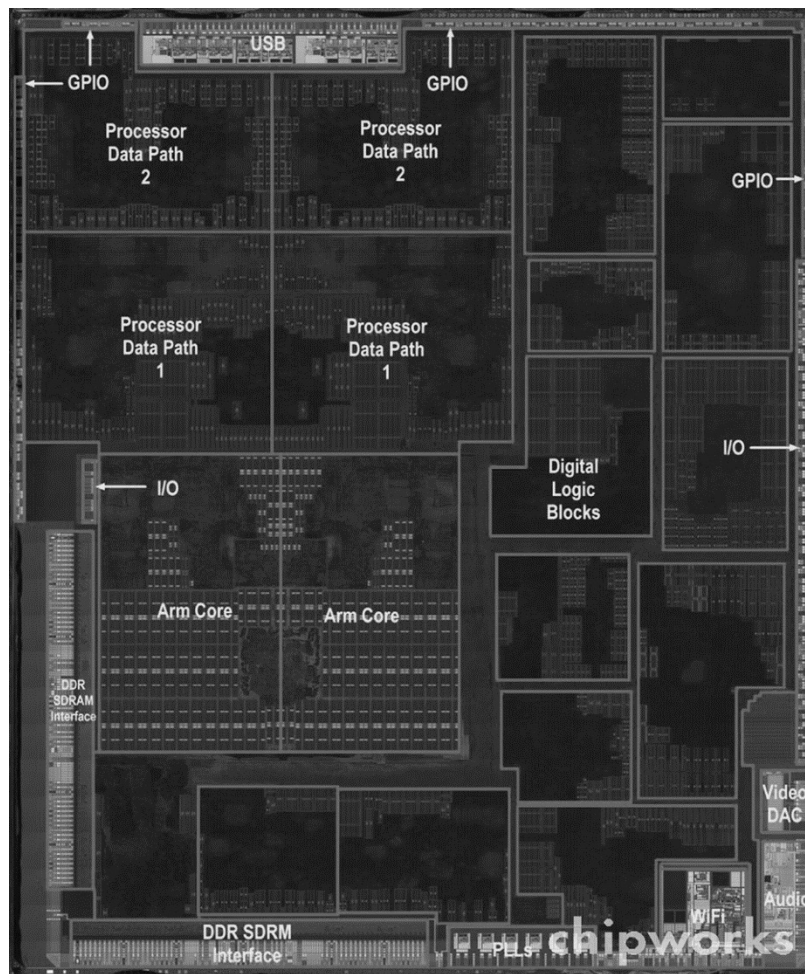 USB
GPIO
GPIO
Processor
Data Path
2
Processor
Data Path
2
GPIO
Processor
Data Path
1
Processor
Data Path
1
I/O
I/O
Digital
Logic
Blocks
Arm Core
Arm Core
DDR
SDRAM
Interface
Video
DAC
Audio
WiFi
DDR SDRM
Interface
PLLs
chipworks